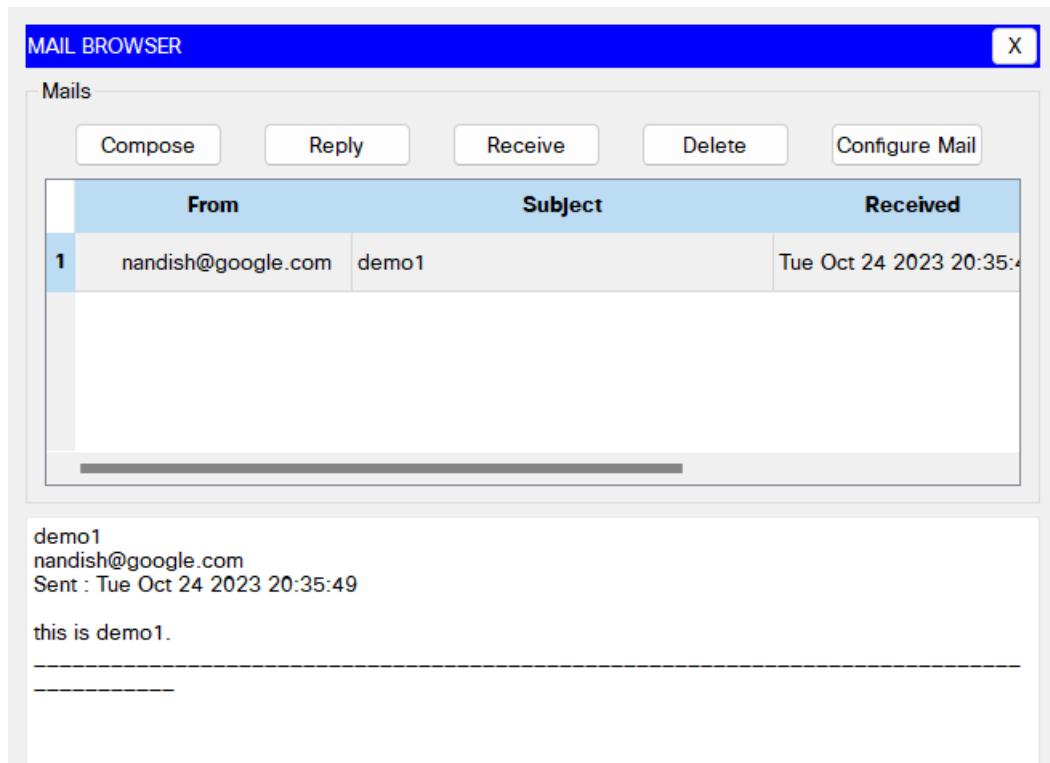 MAIL BROWSER X
Mails
Compose Reply Receive Delete Configure Mail
From Subject Received
1 nandish@google.com demo1 Tue Oct 24 2023 20:35:4
demo1
nandish@google.com
Sent : Tue Oct 24 2023 20:35:49
this is demo1.